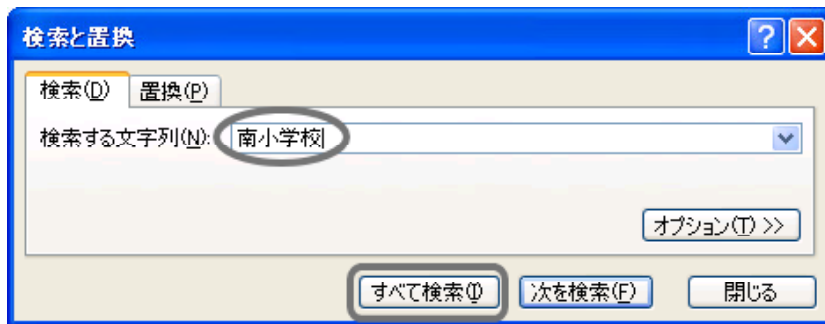 検索と置換
検索(D) 置換(P)
検索する文字列(N): 南小学校
オプション(T) >>
すべて検索(I) 次を検索(F) 閉じる